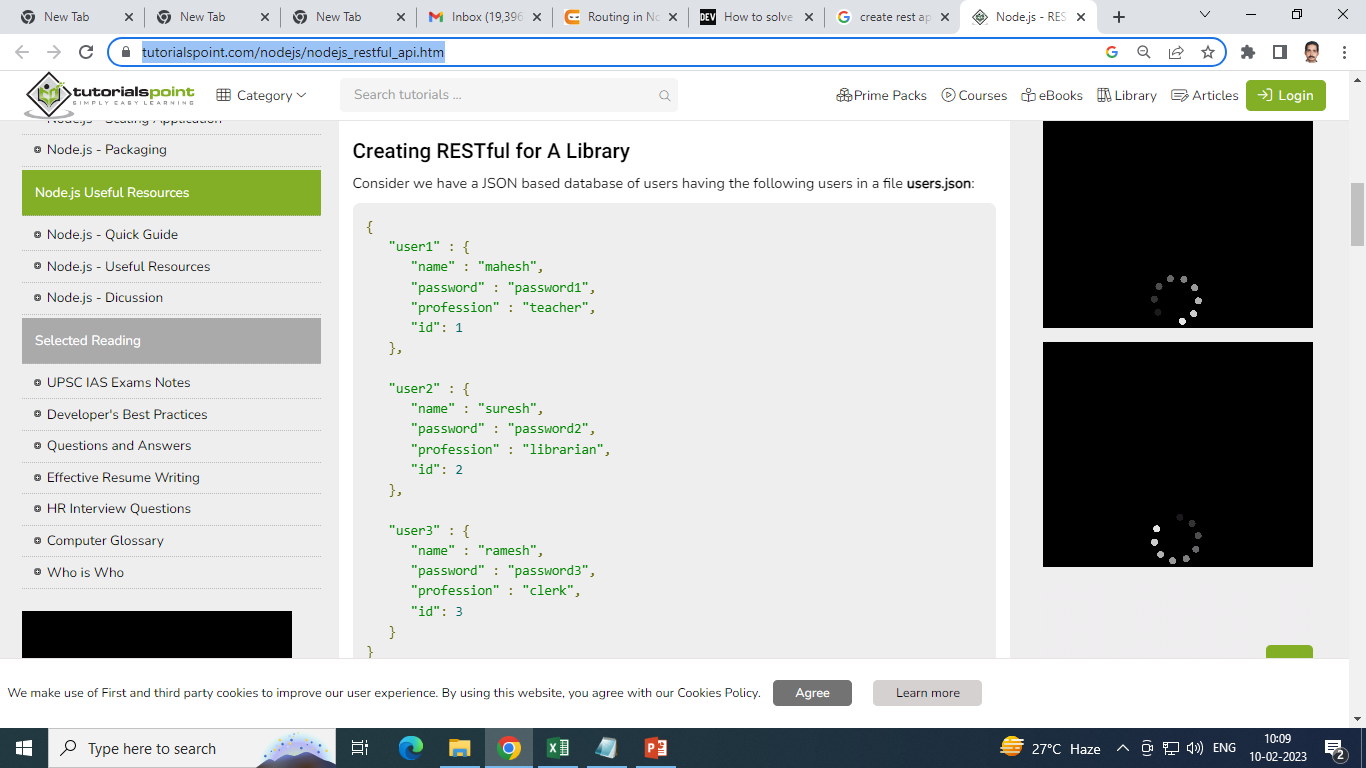 New Tab
New Tab
New Tab
Inbox (19,396
Routing in No
DEV How to solve
create rest ap
Node.js - RES
tutorialspoint.com/nodejs/nodejs_restful_api.htm
tutorialspoint
SIMPLY EASY LEARNING
Category
Search tutorials ...
Prime Packs
Courses
eBooks
Library
Articles
Login
Node.js - Scaling Application
Node.js - Packaging
Node.js Useful Resources
Node.js - Quick Guide
Node.js - Useful Resources
Node.js - Dicussion
Selected Reading
UPSC IAS Exams Notes
Developer's Best Practices
Questions and Answers
Effective Resume Writing
HR Interview Questions
Computer Glossary
Who is Who
Creating RESTful for A Library
Consider we have a JSON based database of users having the following users in a file users.json:
{
"user1" : {
"name" : "mahesh",
"password" : "password1",
"profession" : "teacher",
"id": 1
},
"user2" : {
"name" : "suresh",
"password" : "password2",
"profession" : "librarian",
"id": 2
},
"user3" : {
"name" : "ramesh",
"password" : "password3",
"profession" : "clerk",
"id": 3
}
}
We make use of First and third party cookies to improve our user experience. By using this website, you agree with our Cookies Policy.
Agree
Learn more
Type here to search
27°C Haze
ENG
10:09
10-02-2023
2